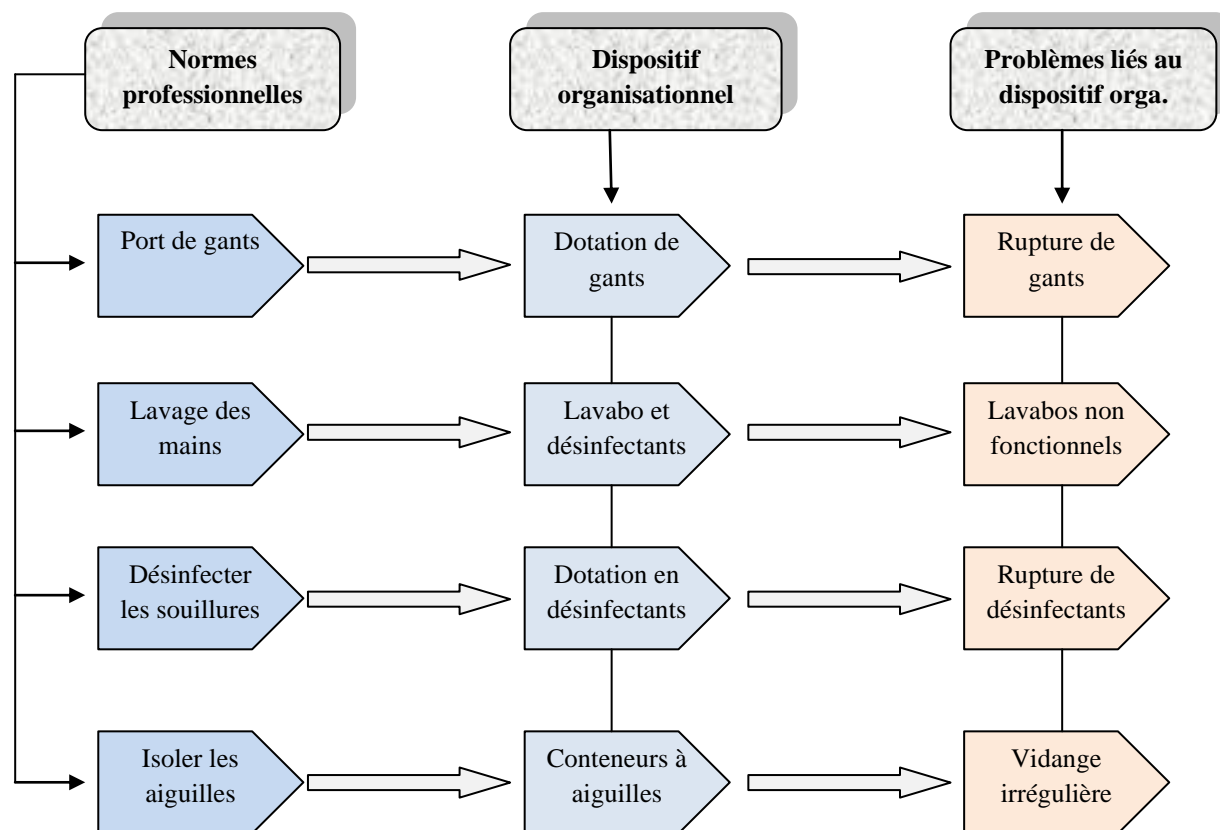 Normes
professionnelles
Dispositif
organisationnel
Problèmes liés au
dispositif orga.
Port de gants
Dotation de
gants
Rupture de
gants
Lavage des
mains
Lavabo et
désinfectants
Lavabos non
fonctionnels
Désinfecter
les souillures
Dotation en
désinfectants
Rupture de
désinfectants
Isoler les
aiguilles
Conteneurs à
aiguilles
Vidange
irrégulière